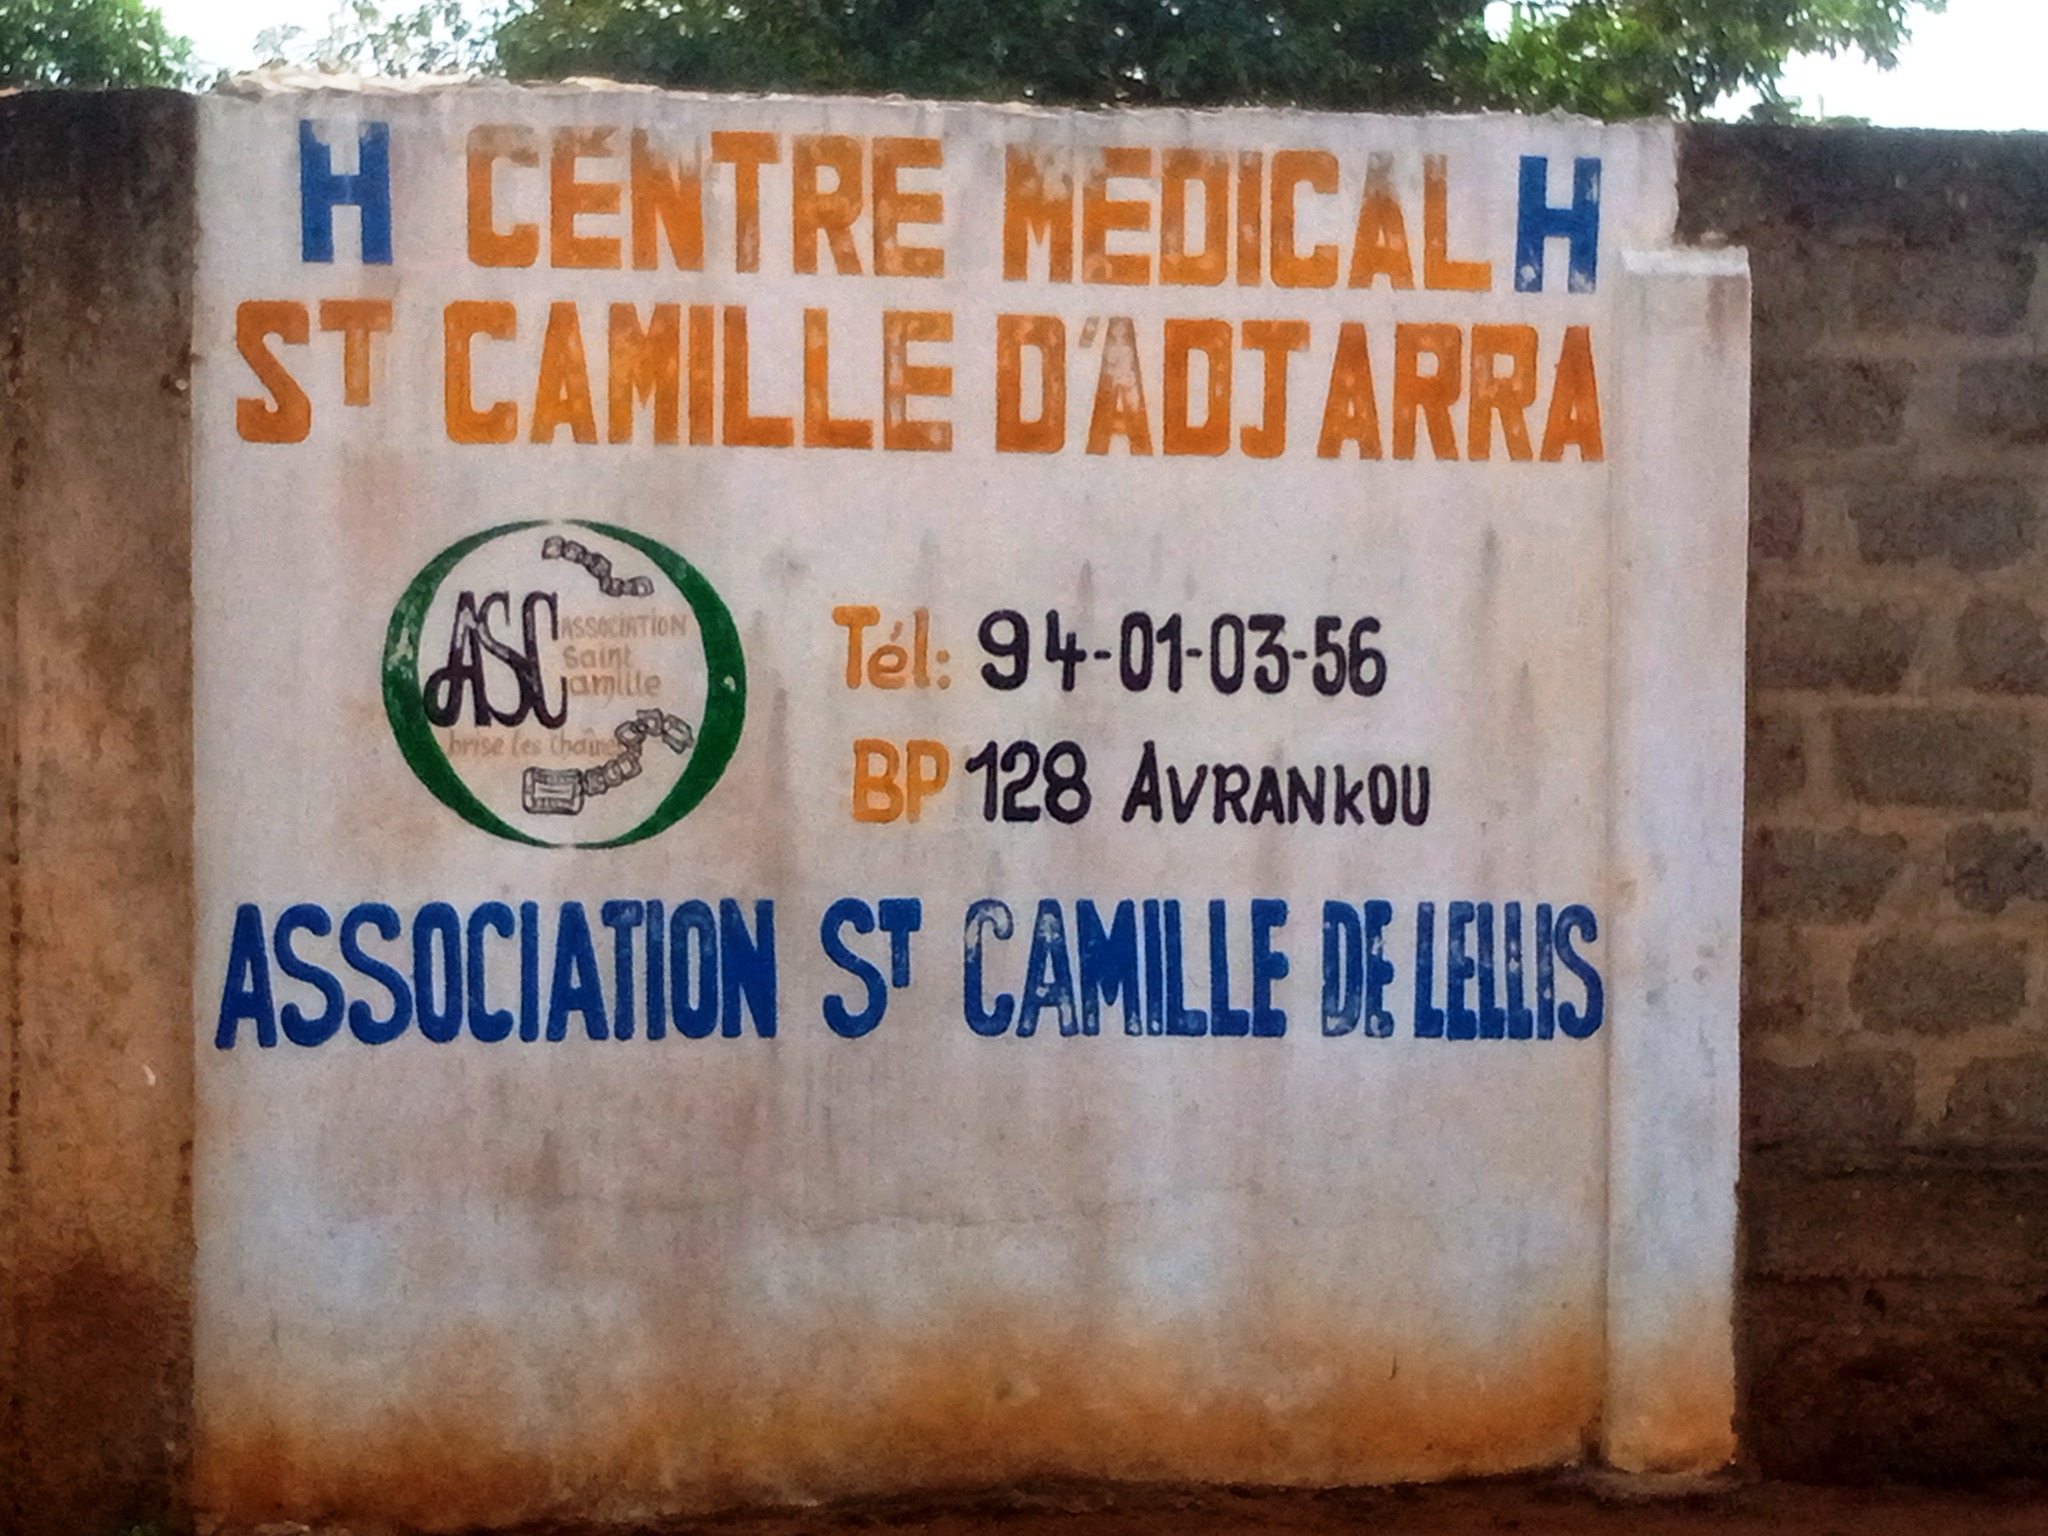 H CENTRE MEDICAL H
ST CAMILLE D'ADJARRA
ASC
ASSOCIATION
Saint
Camille
brise les chaînes
Tél: 94-01-03-56
BP 128 AVRANKOU
ASSOCIATION ST CAMILLE DE LELLIS